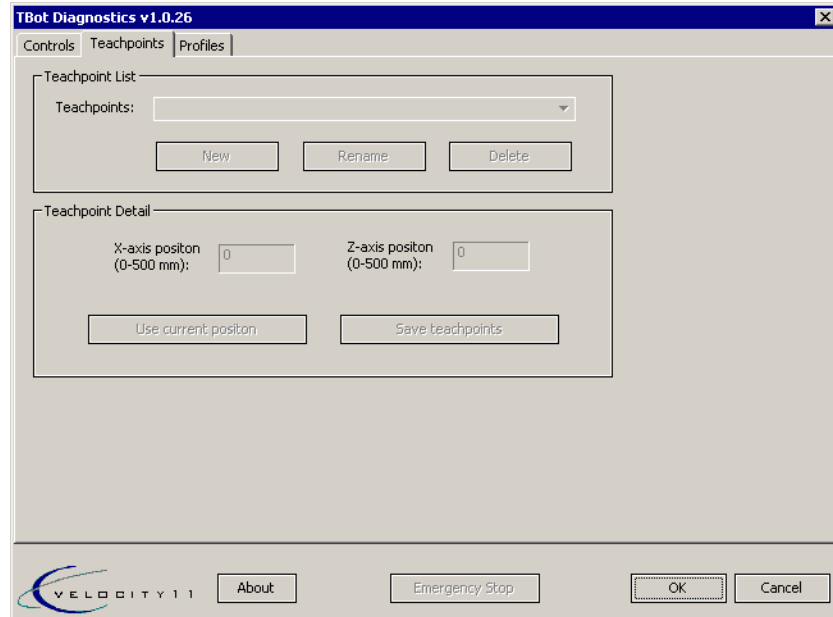 TBot Diagnostics v1.0.26
Controls Teachpoints Profiles
Teachpoint List
Teachpoints:
New Rename Delete
Teachpoint Detail
X-axis positon
(0-500 mm):
0
Z-axis positon
(0-500 mm):
0
Use current positon Save teachpoints
VELOCITY11
About Emergency Stop OK Cancel